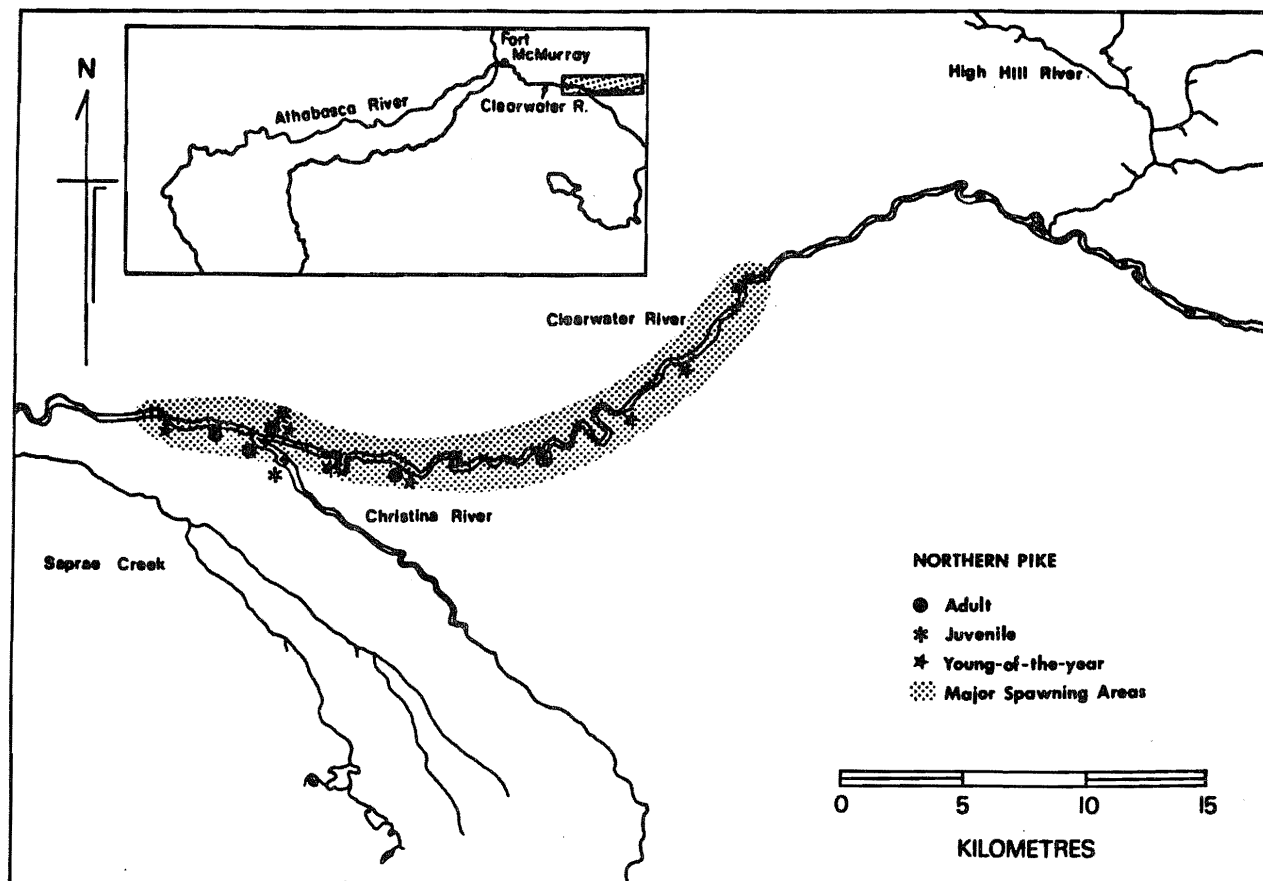 N
Fort
McMurray
Athabasca River
Clearwater R.
High Hill River
Clearwater River
Christina River
Saprae Creek
NORTHERN PIKE
Adult
Juvenile
Young-of-the-year
Major Spawning Areas
0 5 10 15
KILOMETRES